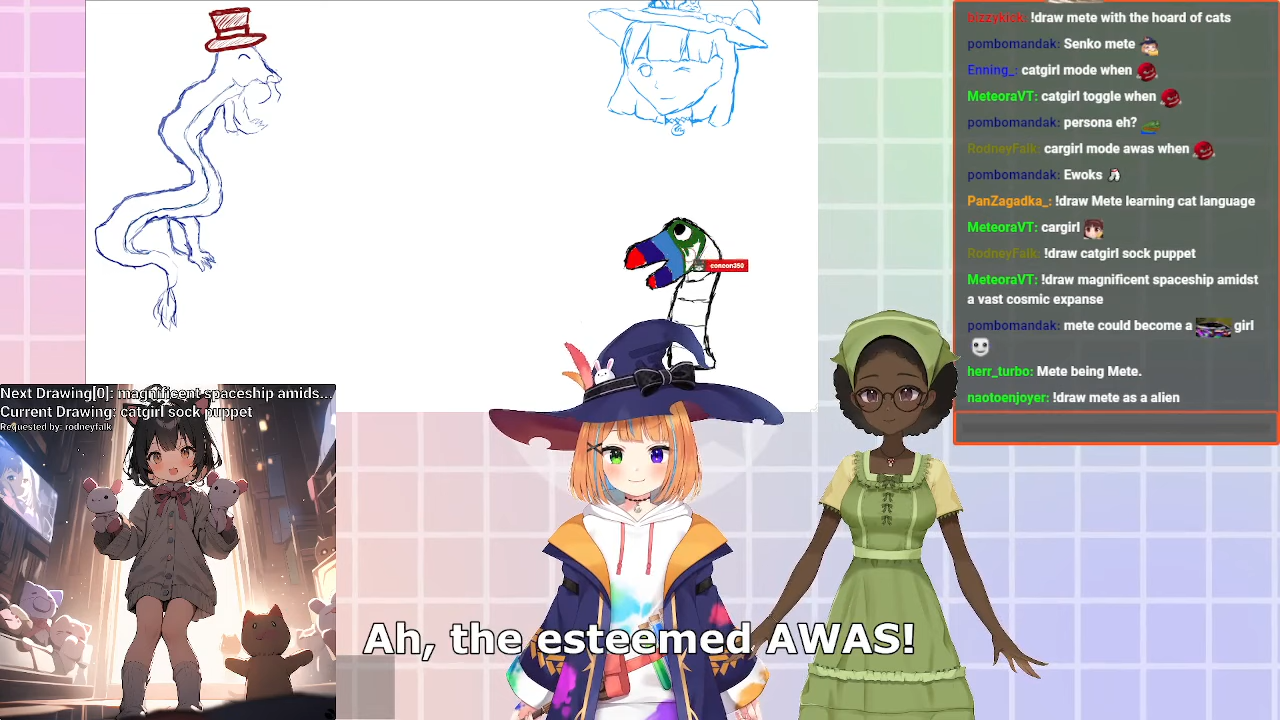 bizzykick: !draw mete with the hoard of cats
pombomandak: Senko mete
Enning_: catgirl mode when
MeteoraVT: catgirl toggle when
pombomandak: persona eh?
RodneyFalk: cargirl mode awas when
pombomandak: Ewoks
PanZagadka_: !draw Mete learning cat language
MeteoraVT: cargirl
RodneyFalk: !draw catgirl sock puppet
MeteoraVT: !draw magnificent spaceship amidst
a vast cosmic expanse
pombomandak: mete could become a girl
herr_turbo: Mete being Mete.
naotoenjoyer: !draw mete as a alien
Next Drawing[0]: magnificent spaceship amids...
Current Drawing: catgirl sock puppet
Requested by: rodneyfalk
Ah, the esteemed AWAS!